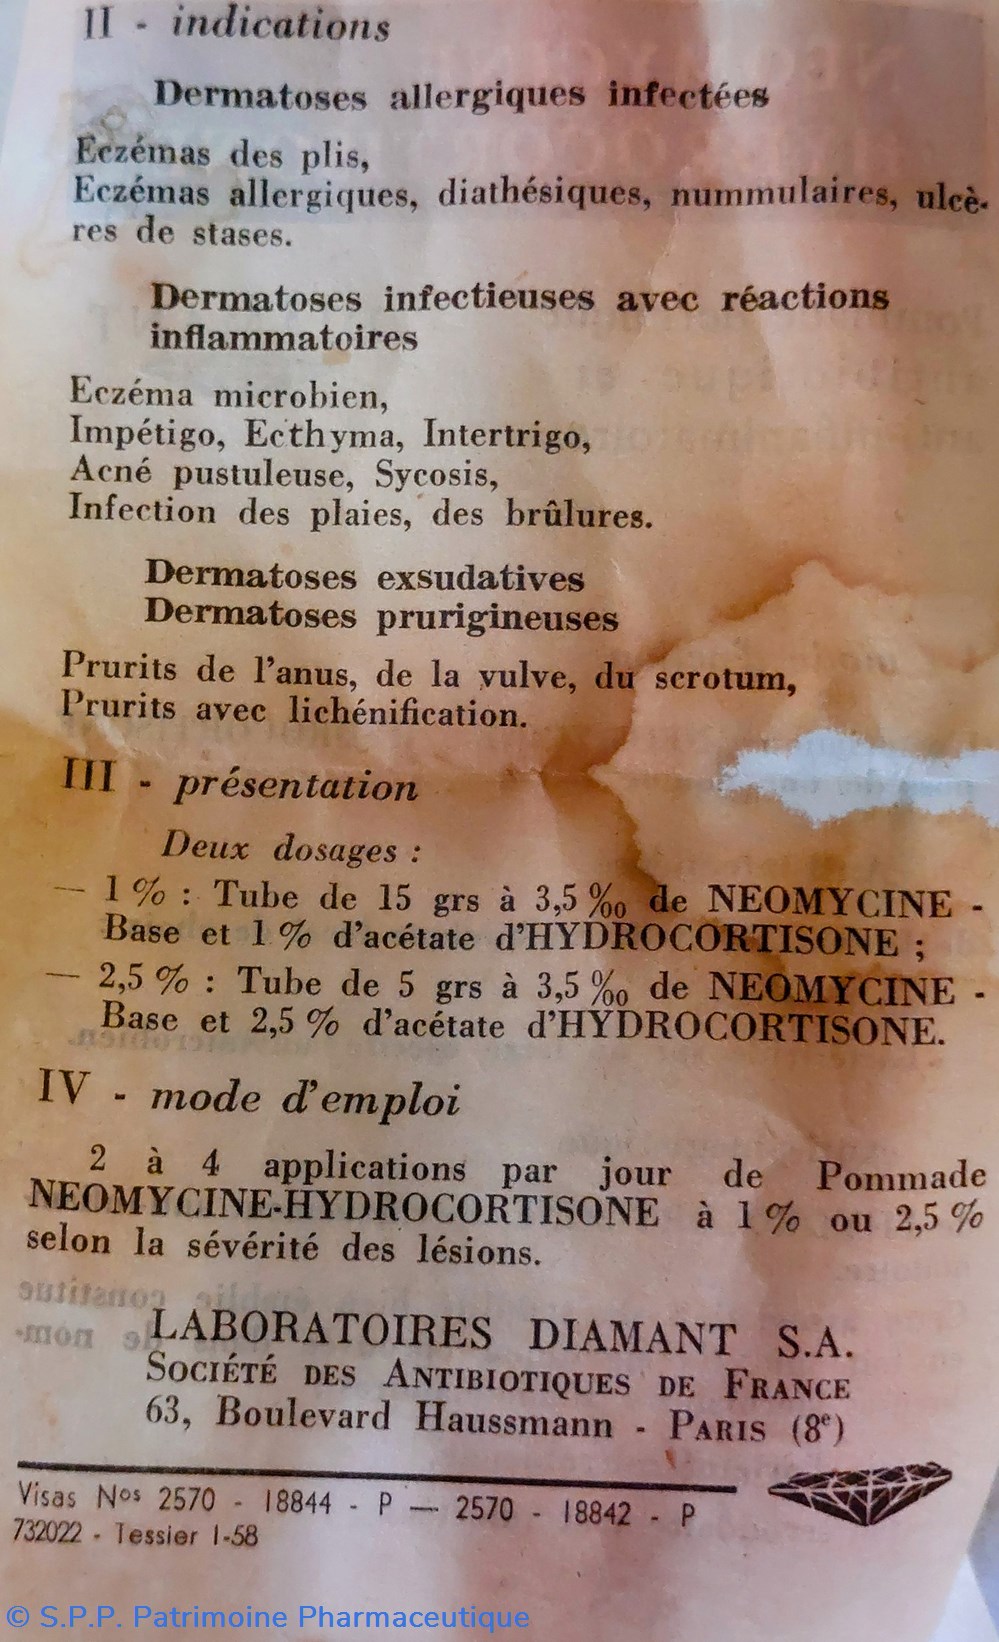 II - indications
Dermatoses allergiques infectées
Eczémas des plis,
Eczémas allergiques, diathésiques, nummulaires, ulcè-
res de stases.
Dermatoses infectieuses avec réactions
inflammatoires
Eczéma microbien,
Impétigo, Ecthyma, Intertrigo,
Acné pustuleuse, Sycosis,
Infection des plaies, des brûlures.
Dermatoses exsudatives
Dermatoses prurigineuses
Prurits de l'anus, de la vulve, du scrotum,
Prurits avec lichénification.
III - présentation
Deux dosages :
— 1 % : Tube de 15 grs à 3,5 ‰ de NEOMYCINE -
Base et 1 % d'acétate d'HYDROCORTISONE ;
— 2,5 % : Tube de 5 grs à 3,5 ‰ de NEOMYCINE -
Base et 2,5 % d'acétate d'HYDROCORTISONE.
IV - mode d'emploi
2 à 4 applications par jour de Pommade
NEOMYCINE-HYDROCORTISONE à 1 % ou 2,5 %
selon la sévérité des lésions.
LABORATOIRES DIAMANT S.A.
SOCIÉTÉ DES ANTIBIOTIQUES DE FRANCE
63, Boulevard Haussmann - PARIS (8e)
Visas Nos 2570 - 18844 - P — 2570 - 18842 - P
732022 - Tessier 1-58
© S.P.P. Patrimoine Pharmaceutique